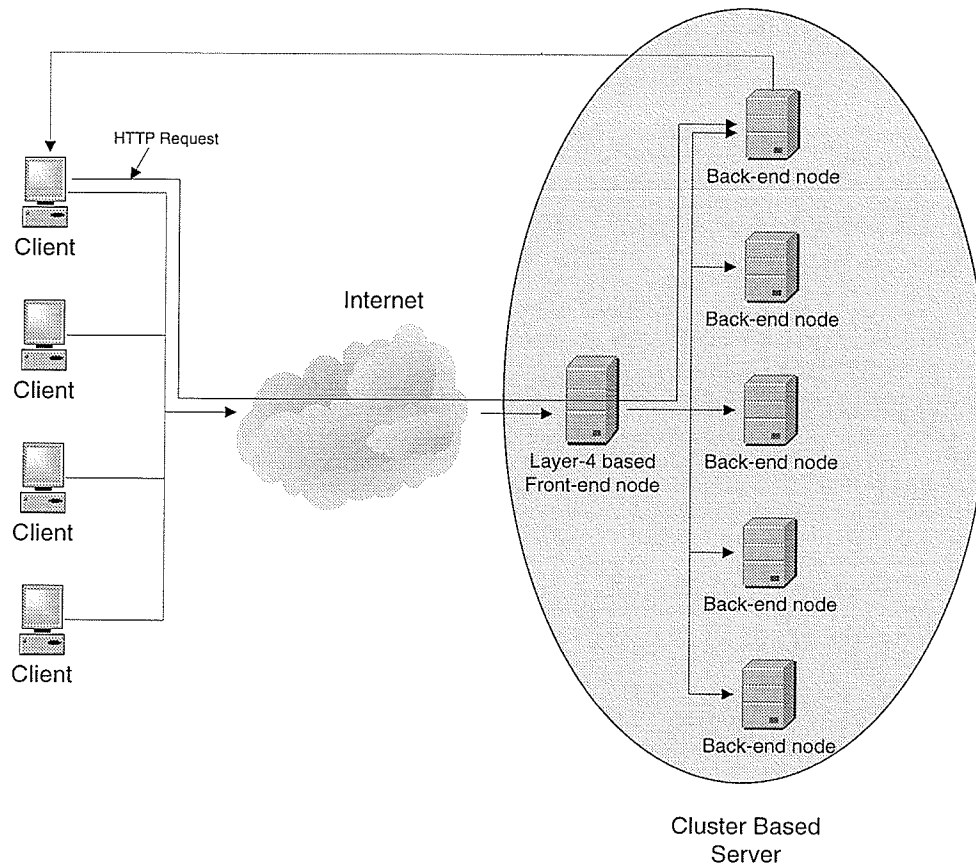 HTTP Request
Back-end node
Client
Back-end node
Internet
Client
Layer-4 based
Front-end node
Back-end node
Client
Back-end node
Client
Back-end node
Cluster Based
Server